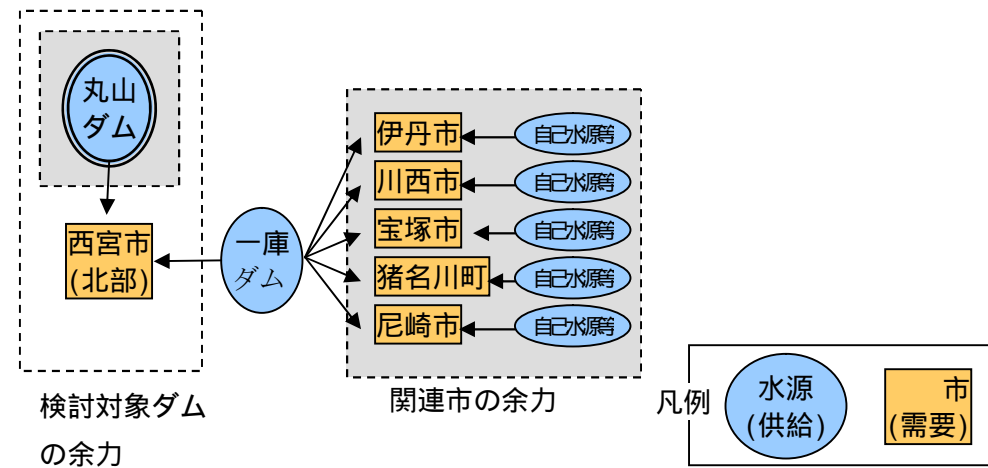 丸山
ダム
西宮市
(北部)
検討対象ダム
の余力
一庫
ダム
伊丹市
自己水源等
川西市
自己水源等
宝塚市
自己水源等
猪名川町
自己水源等
尼崎市
自己水源等
関連市の余力
凡例
水源
(供給)
市
(需要)